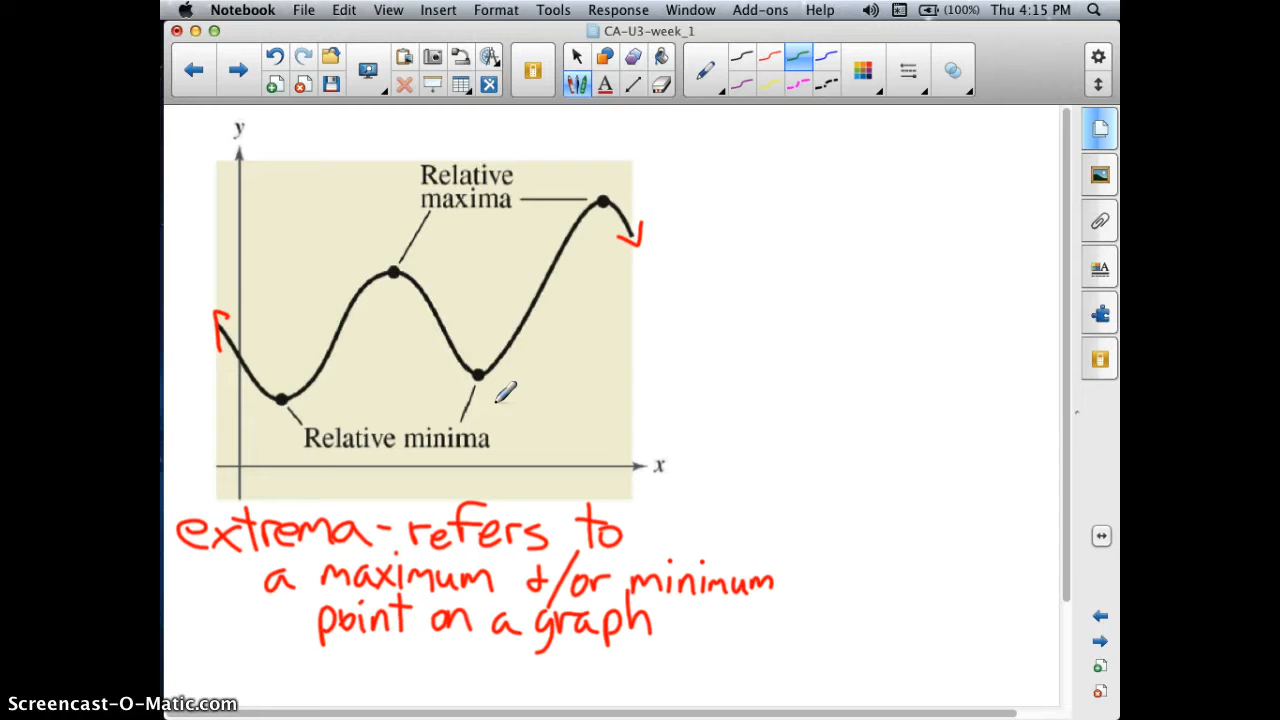 Notebook File Edit View Insert Format Tools Response Window Add-ons Help (100%) Thu 4:15 PM
CA-U3-week_1
y
Relative
maxima
Relative minima
x
extrema - refers to
a maximum &/or minimum
point on a graph
Screencast-O-Matic.com